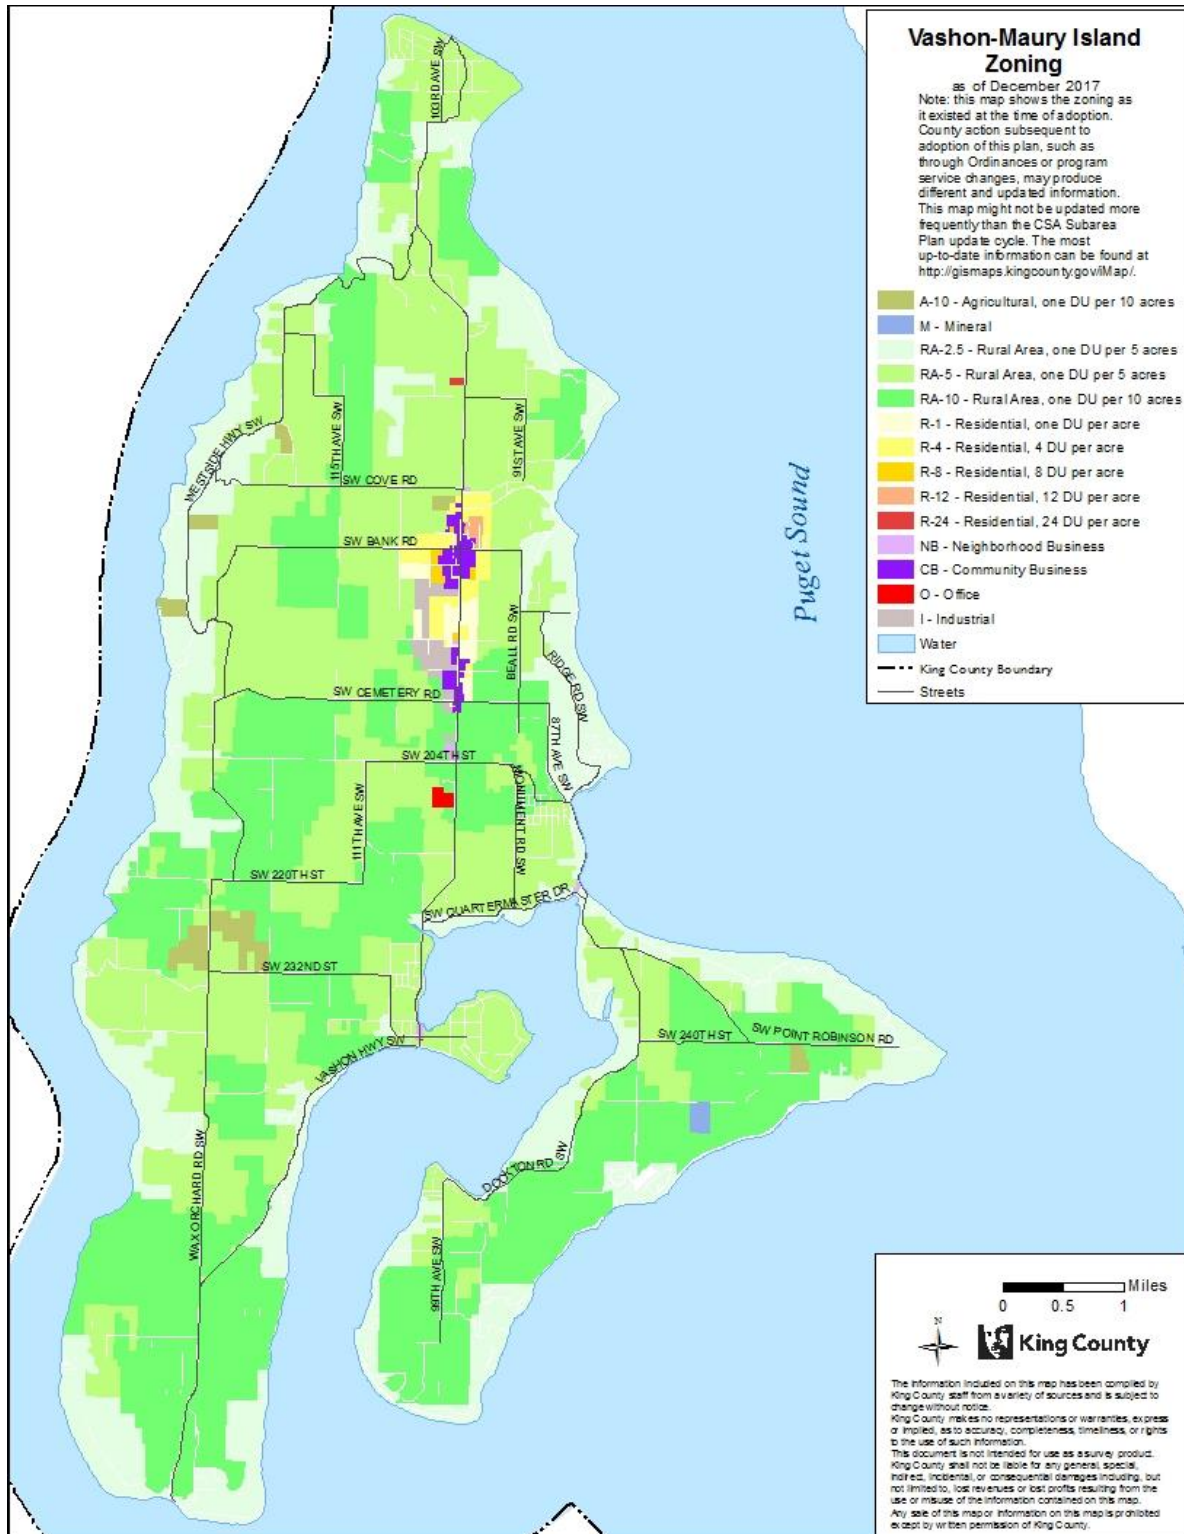 Vashon-Maury Island
Zoning
as of December 2017
Note: this map shows the zoning as
it existed at the time of adoption.
County action subsequent to
adoption of this plan, such as
through Ordinances or program
service changes, may produce
different and updated information.
This map might not be updated more
frequently than the CSA Subarea
Plan update cycle. The most
up-to-date information can be found at
http://gismaps.kingcounty.gov/iMap/.
A-10 - Agricultural, one DU per 10 acres
M - Mineral
RA-2.5 - Rural Area, one DU per 5 acres
RA-5 - Rural Area, one DU per 5 acres
RA-10 - Rural Area, one DU per 10 acres
R-1 - Residential, one DU per acre
R-4 - Residential, 4 DU per acre
R-8 - Residential, 8 DU per acre
R-12 - Residential, 12 DU per acre
R-24 - Residential, 24 DU per acre
NB - Neighborhood Business
CB - Community Business
O - Office
I - Industrial
Water
King County Boundary
Streets
103RD AVE SW
WESTSIDE HWY SW
115TH AVE SW
91ST AVE SW
SW COVE RD
SW BANK RD
Puget Sound
BEALL RD SW
RIDGE RD SW
SW CEMETERY RD
87TH AVE SW
SW 204TH ST
MONUMENT RD SW
111TH AVE SW
SW 220TH ST
SW QUARTERMASTER DR
SW 232ND ST
VASHON HWY SW
SW 240TH ST
SW POINT ROBINSON RD
WAX ORCHARD RD SW
DOCKTON RD SW
99TH AVE SW
Miles
0 0.5 1
N
King County
The information included on this map has been compiled by
King County staff from a variety of sources and is subject to
change without notice.
King County makes no representations or warranties, express
or implied, as to accuracy, completeness, timeliness, or rights
to the use of such information.
This document is not intended for use as a survey product.
King County shall not be liable for any general, special,
indirect, incidental, or consequential damages including, but
not limited to, lost revenues or lost profits resulting from the
use or misuse of the information contained on this map.
Any sale of this map or information on this map is prohibited
except by written permission of King County.